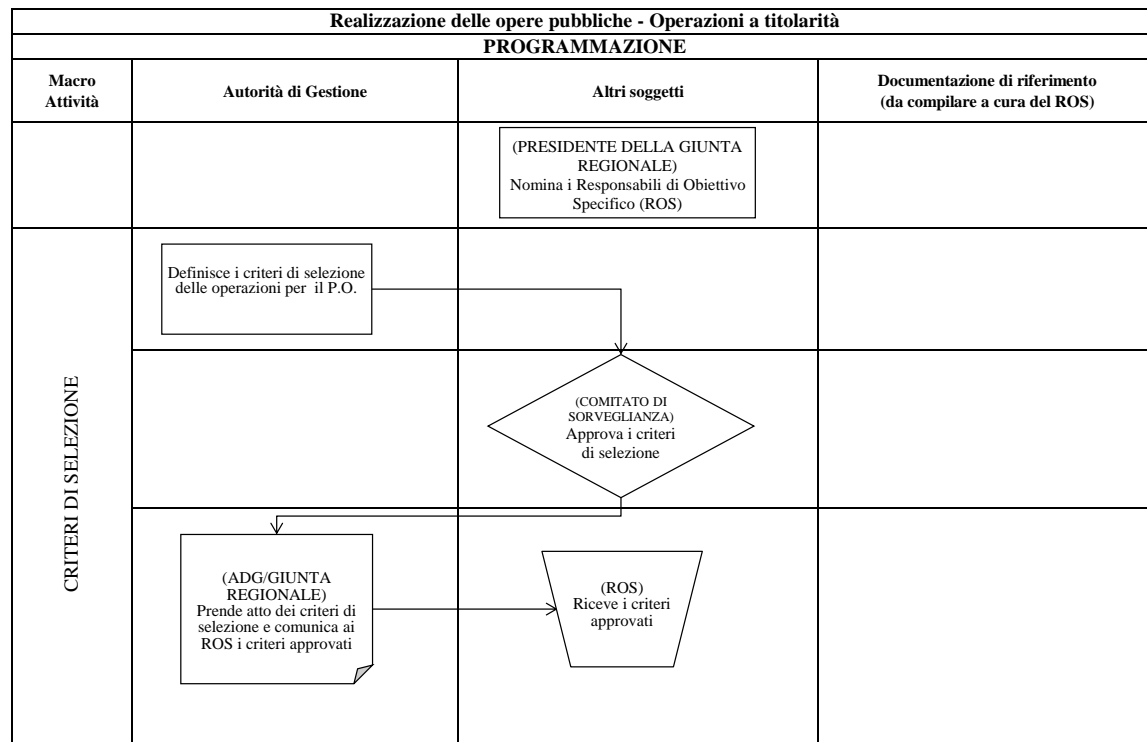 Realizzazione delle opere pubbliche - Operazioni a titolarità
PROGRAMMAZIONE
Macro
Attività
Autorità di Gestione
Altri soggetti
Documentazione di riferimento
(da compilare a cura del ROS)
(PRESIDENTE DELLA GIUNTA
REGIONALE)
Nomina i Responsabili di Obiettivo
Specifico (ROS)
CRITERI DI SELEZIONE
Definisce i criteri di selezione
delle operazioni per il P.O.
(COMITATO DI
SORVEGLIANZA)
Approva i criteri
di selezione
(ADG/GIUNTA
REGIONALE)
Prende atto dei criteri di
selezione e comunica ai
ROS i criteri approvati
(ROS)
Riceve i criteri
approvati